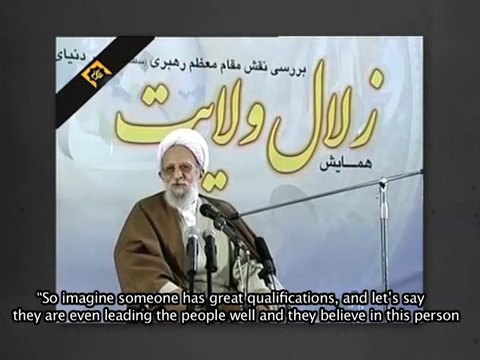 بررسی نقش مقام معظم رهبری
دنیای
زلال ولایت
همایش
“So imagine someone has great qualifications, and let’s say
they are even leading the people well and they believe in this person